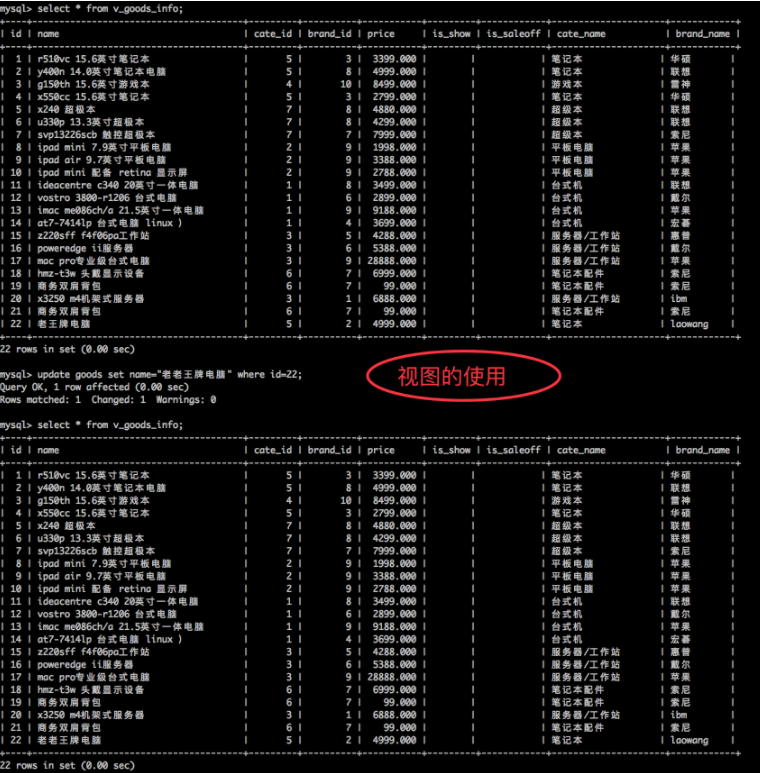 mysql> select * from v_goods_info;
| id | name | cate_id | brand_id | price | is_show | is_saleoff | cate_name | brand_name |
| 1 | r510vc 15.6英寸笔记本 | 5 | 3 | 3399.000 | | | 笔记本 | 华硕 |
| 2 | y400n 14.0英寸笔记本电脑 | 5 | 8 | 4999.000 | | | 笔记本 | 联想 |
| 3 | g150th 15.6英寸游戏本 | 4 | 10 | 8499.000 | | | 游戏本 | 雷神 |
| 4 | x550cc 15.6英寸笔记本 | 5 | 3 | 2799.000 | | | 笔记本 | 华硕 |
| 5 | x240 超极本 | 7 | 8 | 4880.000 | | | 超级本 | 联想 |
| 6 | u330p 13.3英寸超极本 | 7 | 8 | 4299.000 | | | 超级本 | 联想 |
| 7 | svp13226scb 触控超极本 | 7 | 7 | 7999.000 | | | 超级本 | 索尼 |
| 8 | ipad mini 7.9英寸平板电脑 | 2 | 9 | 1998.000 | | | 平板电脑 | 苹果 |
| 9 | ipad air 9.7英寸平板电脑 | 2 | 9 | 3388.000 | | | 平板电脑 | 苹果 |
| 10 | ipad mini 配备 retina 显示屏 | 2 | 9 | 2788.000 | | | 平板电脑 | 苹果 |
| 11 | ideacentre c340 20英寸一体电脑 | 1 | 8 | 3499.000 | | | 台式机 | 联想 |
| 12 | vostro 3800-r1206 台式电脑 | 1 | 6 | 2899.000 | | | 台式机 | 戴尔 |
| 13 | imac me086ch/a 21.5英寸一体电脑 | 1 | 9 | 9188.000 | | | 台式机 | 苹果 |
| 14 | at7-7414lp 台式电脑 linux ) | 1 | 4 | 3699.000 | | | 台式机 | 宏碁 |
| 15 | z220sff f4f06pa工作站 | 3 | 5 | 4288.000 | | | 服务器/工作站 | 惠普 |
| 16 | poweredge ii服务器 | 3 | 6 | 5388.000 | | | 服务器/工作站 | 戴尔 |
| 17 | mac pro专业级台式电脑 | 3 | 9 | 28888.000 | | | 服务器/工作站 | 苹果 |
| 18 | hmz-t3w 头戴显示设备 | 6 | 7 | 6999.000 | | | 笔记本配件 | 索尼 |
| 19 | 商务双肩背包 | 6 | 7 | 99.000 | | | 笔记本配件 | 索尼 |
| 20 | x3250 m4机架式服务器 | 3 | 1 | 6888.000 | | | 服务器/工作站 | ibm |
| 21 | 商务双肩背包 | 6 | 7 | 99.000 | | | 笔记本配件 | 索尼 |
| 22 | 老王牌电脑 | 5 | 2 | 4999.000 | | | 笔记本 | laowang |
22 rows in set (0.00 sec)
mysql> update goods set name="老老王牌电脑" where id=22;
视图的使用
Query OK, 1 row affected (0.00 sec)
Rows matched: 1 Changed: 1 Warnings: 0
mysql> select * from v_goods_info;
| id | name | cate_id | brand_id | price | is_show | is_saleoff | cate_name | brand_name |
| 1 | r510vc 15.6英寸笔记本 | 5 | 3 | 3399.000 | | | 笔记本 | 华硕 |
| 2 | y400n 14.0英寸笔记本电脑 | 5 | 8 | 4999.000 | | | 笔记本 | 联想 |
| 3 | g150th 15.6英寸游戏本 | 4 | 10 | 8499.000 | | | 游戏本 | 雷神 |
| 4 | x550cc 15.6英寸笔记本 | 5 | 3 | 2799.000 | | | 笔记本 | 华硕 |
| 5 | x240 超极本 | 7 | 8 | 4880.000 | | | 超级本 | 联想 |
| 6 | u330p 13.3英寸超极本 | 7 | 8 | 4299.000 | | | 超级本 | 联想 |
| 7 | svp13226scb 触控超极本 | 7 | 7 | 7999.000 | | | 超级本 | 索尼 |
| 8 | ipad mini 7.9英寸平板电脑 | 2 | 9 | 1998.000 | | | 平板电脑 | 苹果 |
| 9 | ipad air 9.7英寸平板电脑 | 2 | 9 | 3388.000 | | | 平板电脑 | 苹果 |
| 10 | ipad mini 配备 retina 显示屏 | 2 | 9 | 2788.000 | | | 平板电脑 | 苹果 |
| 11 | ideacentre c340 20英寸一体电脑 | 1 | 8 | 3499.000 | | | 台式机 | 联想 |
| 12 | vostro 3800-r1206 台式电脑 | 1 | 6 | 2899.000 | | | 台式机 | 戴尔 |
| 13 | imac me086ch/a 21.5英寸一体电脑 | 1 | 9 | 9188.000 | | | 台式机 | 苹果 |
| 14 | at7-7414lp 台式电脑 linux ) | 1 | 4 | 3699.000 | | | 台式机 | 宏碁 |
| 15 | z220sff f4f06pa工作站 | 3 | 5 | 4288.000 | | | 服务器/工作站 | 惠普 |
| 16 | poweredge ii服务器 | 3 | 6 | 5388.000 | | | 服务器/工作站 | 戴尔 |
| 17 | mac pro专业级台式电脑 | 3 | 9 | 28888.000 | | | 服务器/工作站 | 苹果 |
| 18 | hmz-t3w 头戴显示设备 | 6 | 7 | 6999.000 | | | 笔记本配件 | 索尼 |
| 19 | 商务双肩背包 | 6 | 7 | 99.000 | | | 笔记本配件 | 索尼 |
| 20 | x3250 m4机架式服务器 | 3 | 1 | 6888.000 | | | 服务器/工作站 | ibm |
| 21 | 商务双肩背包 | 6 | 7 | 99.000 | | | 笔记本配件 | 索尼 |
| 22 | 老老王牌电脑 | 5 | 2 | 4999.000 | | | 笔记本 | laowang |
22 rows in set (0.00 sec)